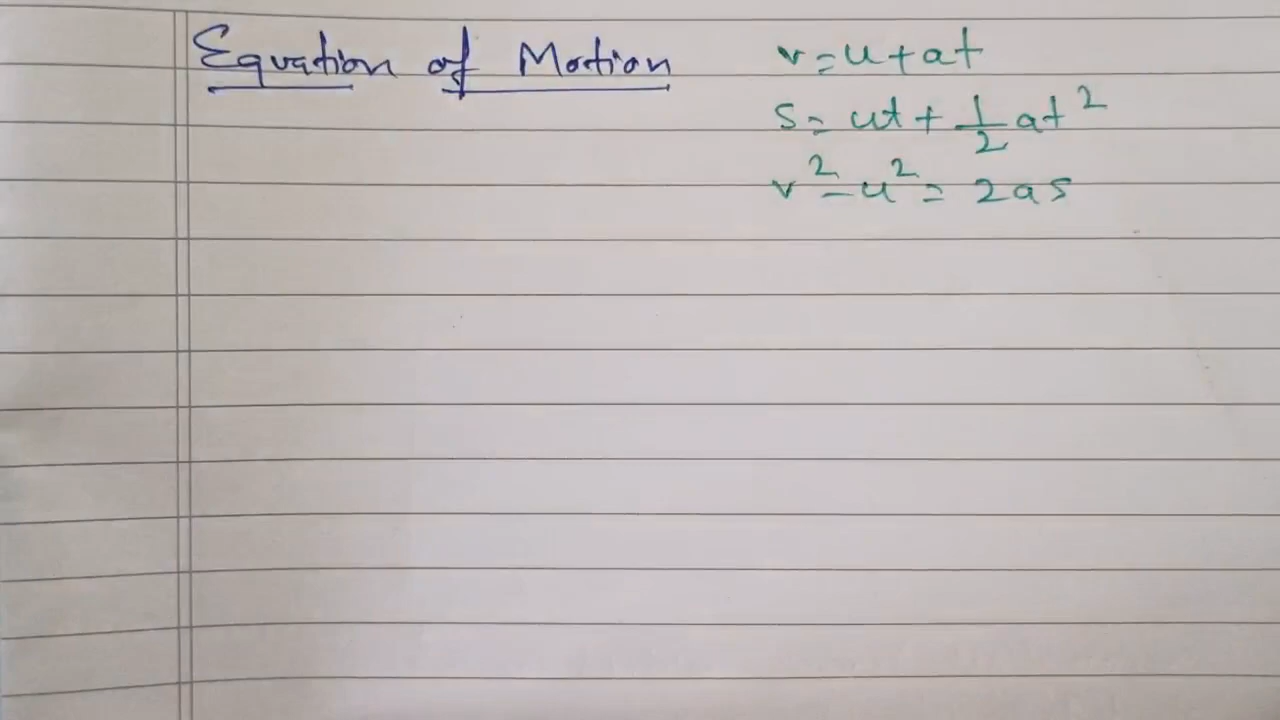 Equation of Motion
v = u + at
s = ut + 1/2 at²
v² - u² = 2as